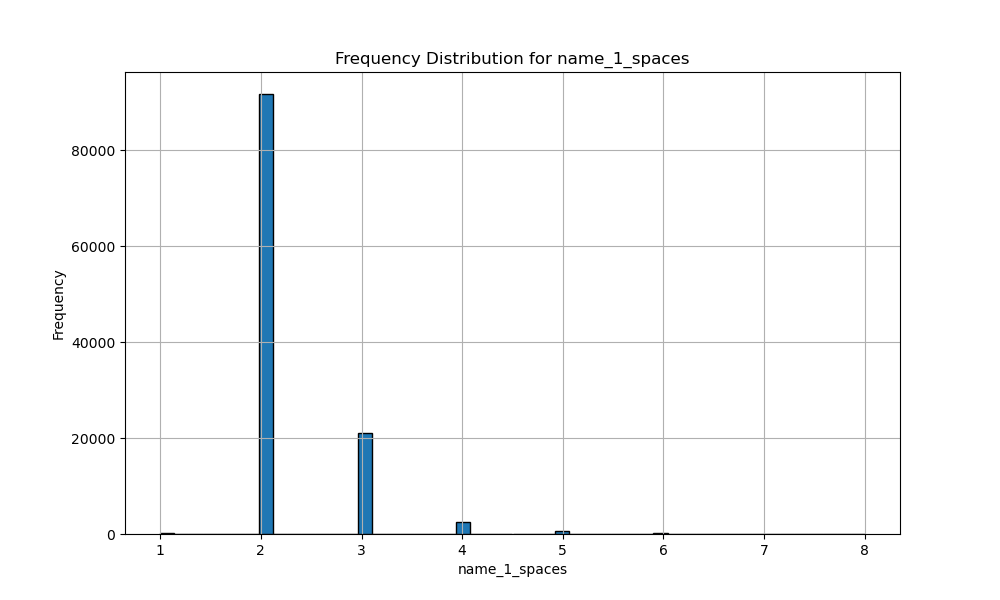 Frequency Distribution for name_1_spaces
Frequency
80000
60000
40000
20000
0
1 2 3 4 5 6 7 8
name_1_spaces